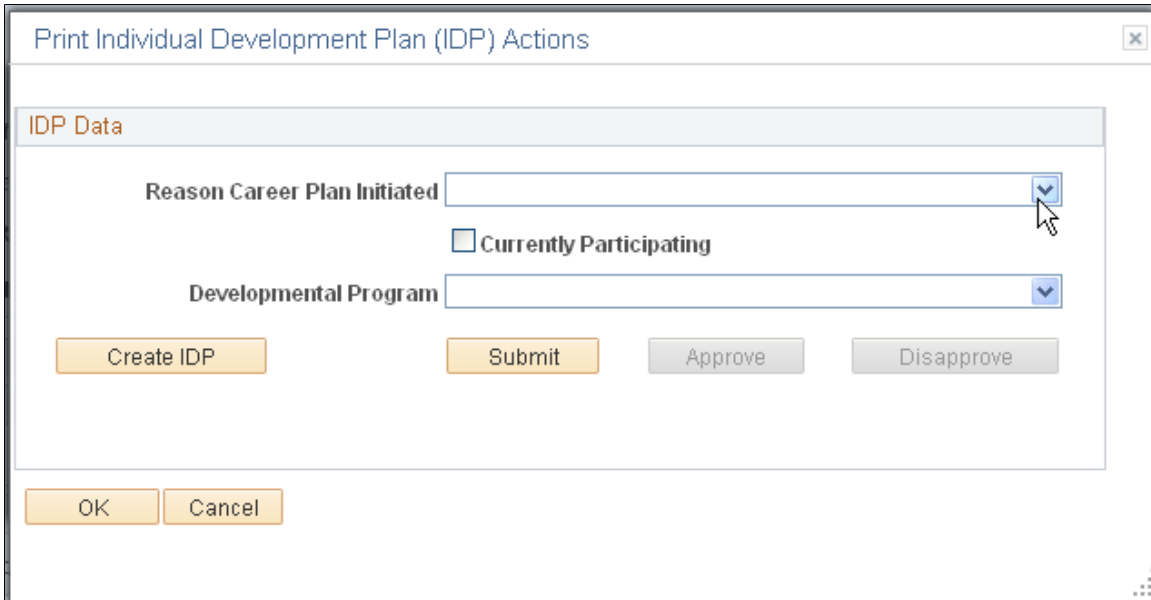 Print Individual Development Plan (IDP) Actions
IDP Data
Reason Career Plan Initiated
Currently Participating
Developmental Program
Create IDP Submit Approve Disapprove
OK Cancel